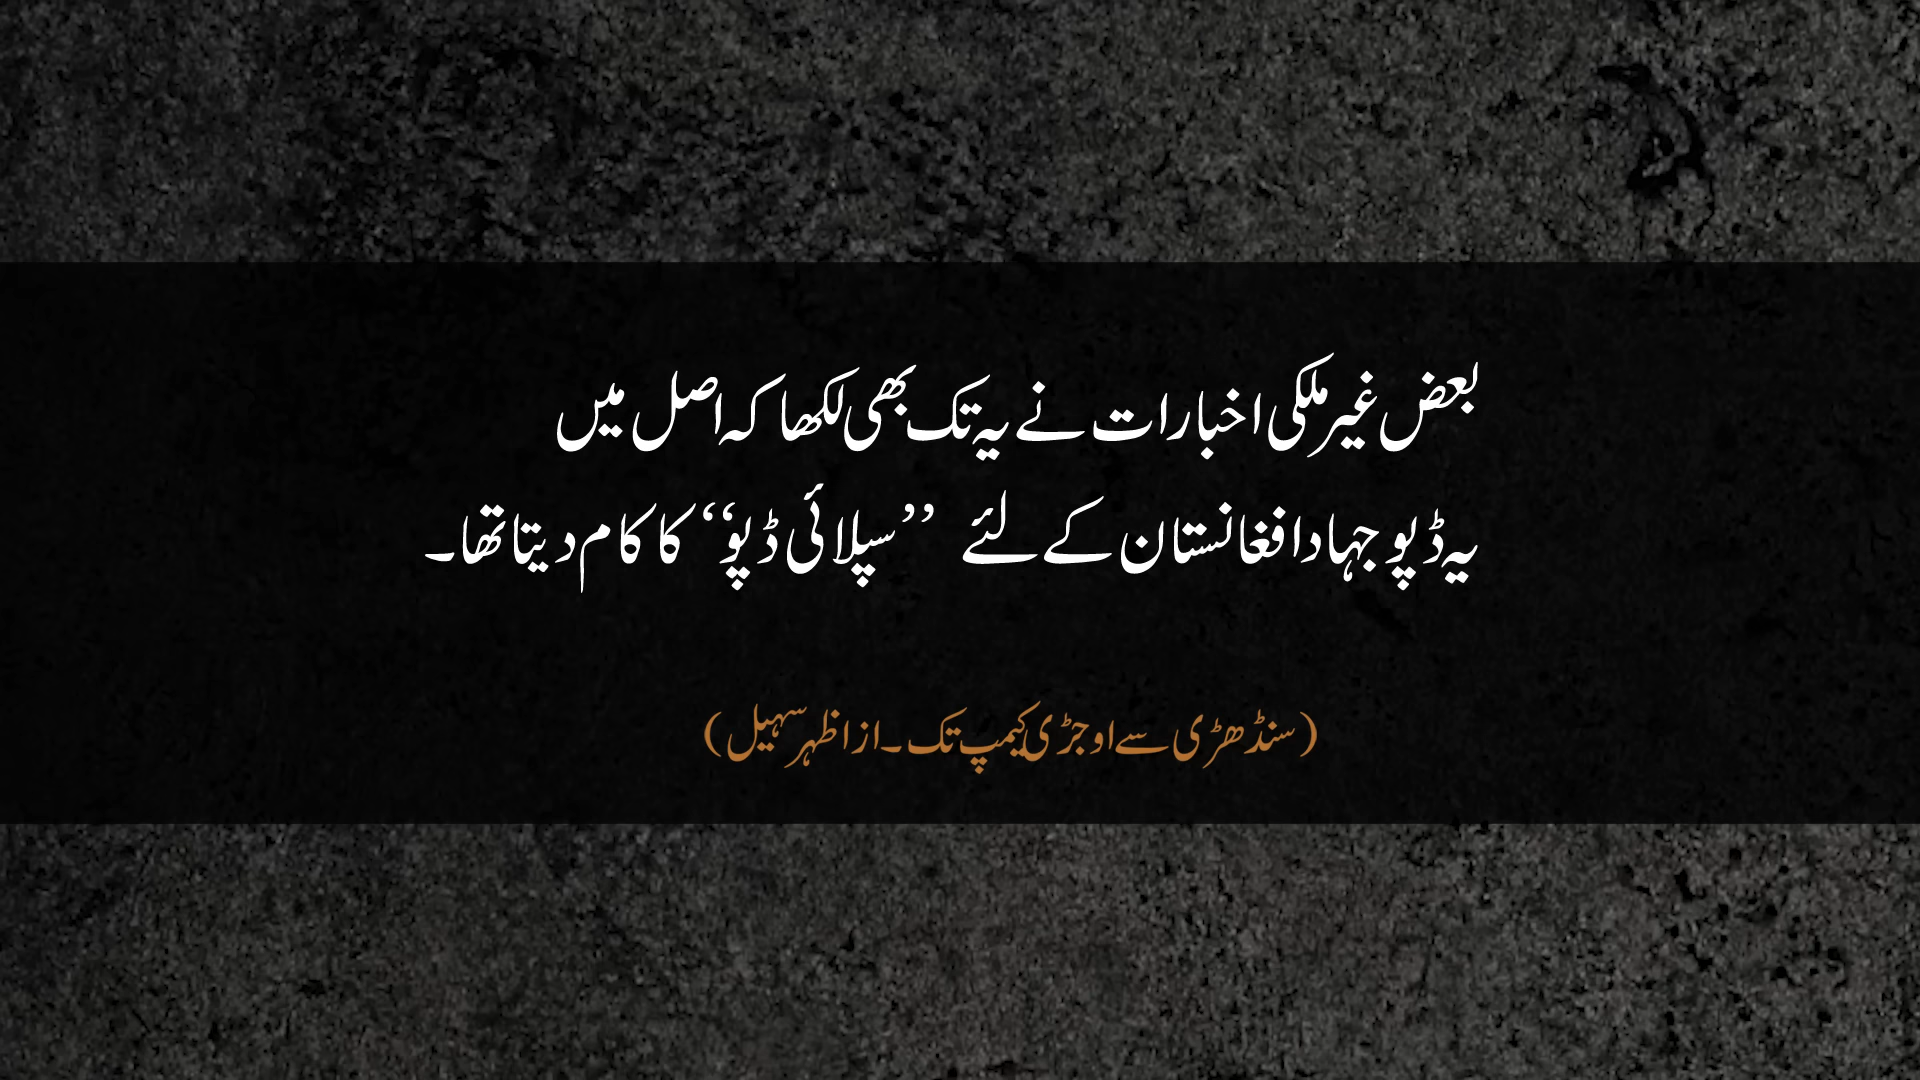 بعض غیر ملکی اخبارات نے یہ تک بھی لکھا کہ اصل میں
یہ ڈپو جہاد افغانستان کے لئے ’’سپلائی ڈپو‘‘ کا کام دیتا تھا۔
(سندھڑی سے اوجڑی کیمپ تک۔ از اظہر سہیل)